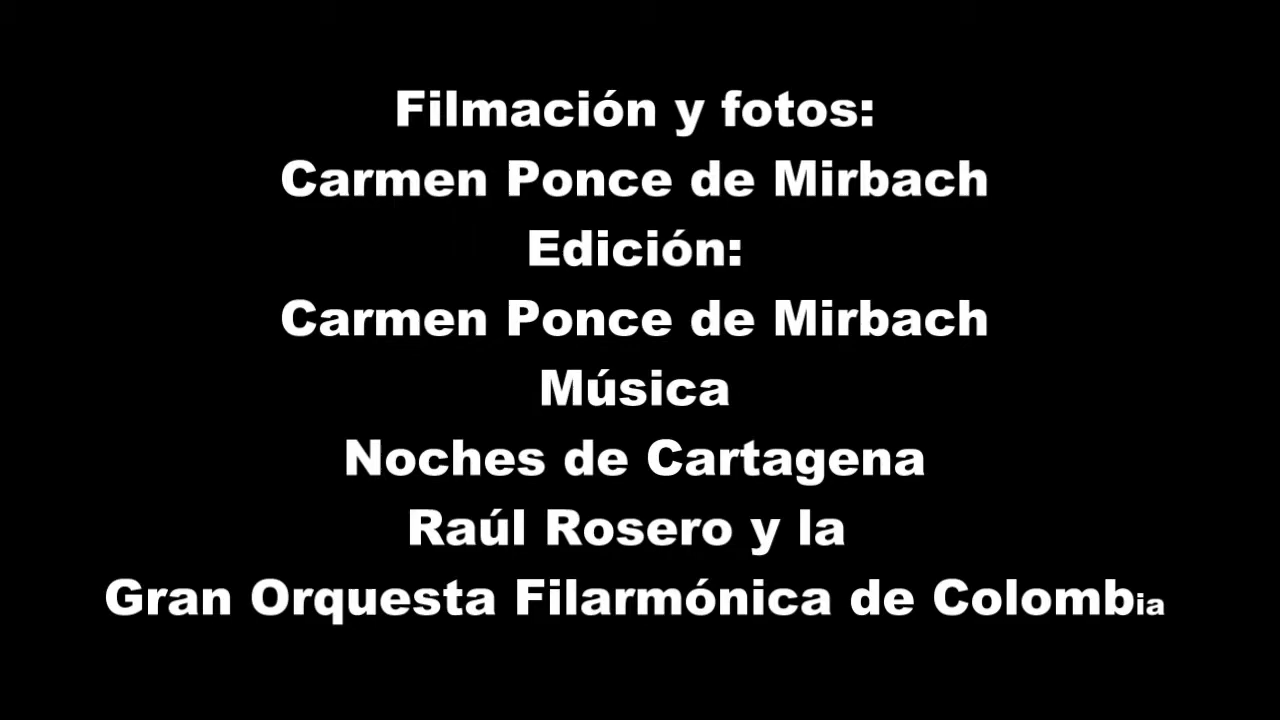 Filmación y fotos:
Carmen Ponce de Mirbach
Edición:
Carmen Ponce de Mirbach
Música
Noches de Cartagena
Raúl Rosero y la
Gran Orquesta Filarmónica de Colombia